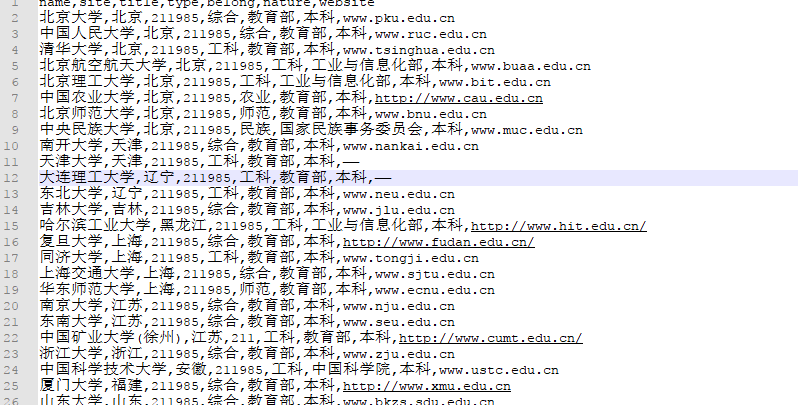 1 name,site,title,type,belong,nature,website
2 北京大学,北京,211985,综合,教育部,本科,www.pku.edu.cn
3 中国人民大学,北京,211985,综合,教育部,本科,www.ruc.edu.cn
4 清华大学,北京,211985,工科,教育部,本科,www.tsinghua.edu.cn
5 北京航空航天大学,北京,211985,工科,工业与信息化部,本科,www.buaa.edu.cn
6 北京理工大学,北京,211985,工科,工业与信息化部,本科,www.bit.edu.cn
7 中国农业大学,北京,211985,农业,教育部,本科,http://www.cau.edu.cn
8 北京师范大学,北京,211985,师范,教育部,本科,www.bnu.edu.cn
9 中央民族大学,北京,211985,民族,国家民族事务委员会,本科,www.muc.edu.cn
10 南开大学,天津,211985,综合,教育部,本科,www.nankai.edu.cn
11 天津大学,天津,211985,工科,教育部,本科,——
12 大连理工大学,辽宁,211985,工科,教育部,本科,——
13 东北大学,辽宁,211985,工科,教育部,本科,www.neu.edu.cn
14 吉林大学,吉林,211985,综合,教育部,本科,www.jlu.edu.cn
15 哈尔滨工业大学,黑龙江,211985,工科,工业与信息化部,本科,http://www.hit.edu.cn/
16 复旦大学,上海,211985,综合,教育部,本科,http://www.fudan.edu.cn/
17 同济大学,上海,211985,工科,教育部,本科,www.tongji.edu.cn
18 上海交通大学,上海,211985,综合,教育部,本科,www.sjtu.edu.cn
19 华东师范大学,上海,211985,师范,教育部,本科,www.ecnu.edu.cn
20 南京大学,江苏,211985,综合,教育部,本科,www.nju.edu.cn
21 东南大学,江苏,211985,综合,教育部,本科,www.seu.edu.cn
22 中国矿业大学(徐州),江苏,211,工科,教育部,本科,http://www.cumt.edu.cn/
23 浙江大学,浙江,211985,综合,教育部,本科,www.zju.edu.cn
24 中国科学技术大学,安徽,211985,工科,中国科学院,本科,www.ustc.edu.cn
25 厦门大学,福建,211985,综合,教育部,本科,http://www.xmu.edu.cn
26 山东大学,山东,211985,综合,教育部,本科,www.bkzs.sdu.edu.cn